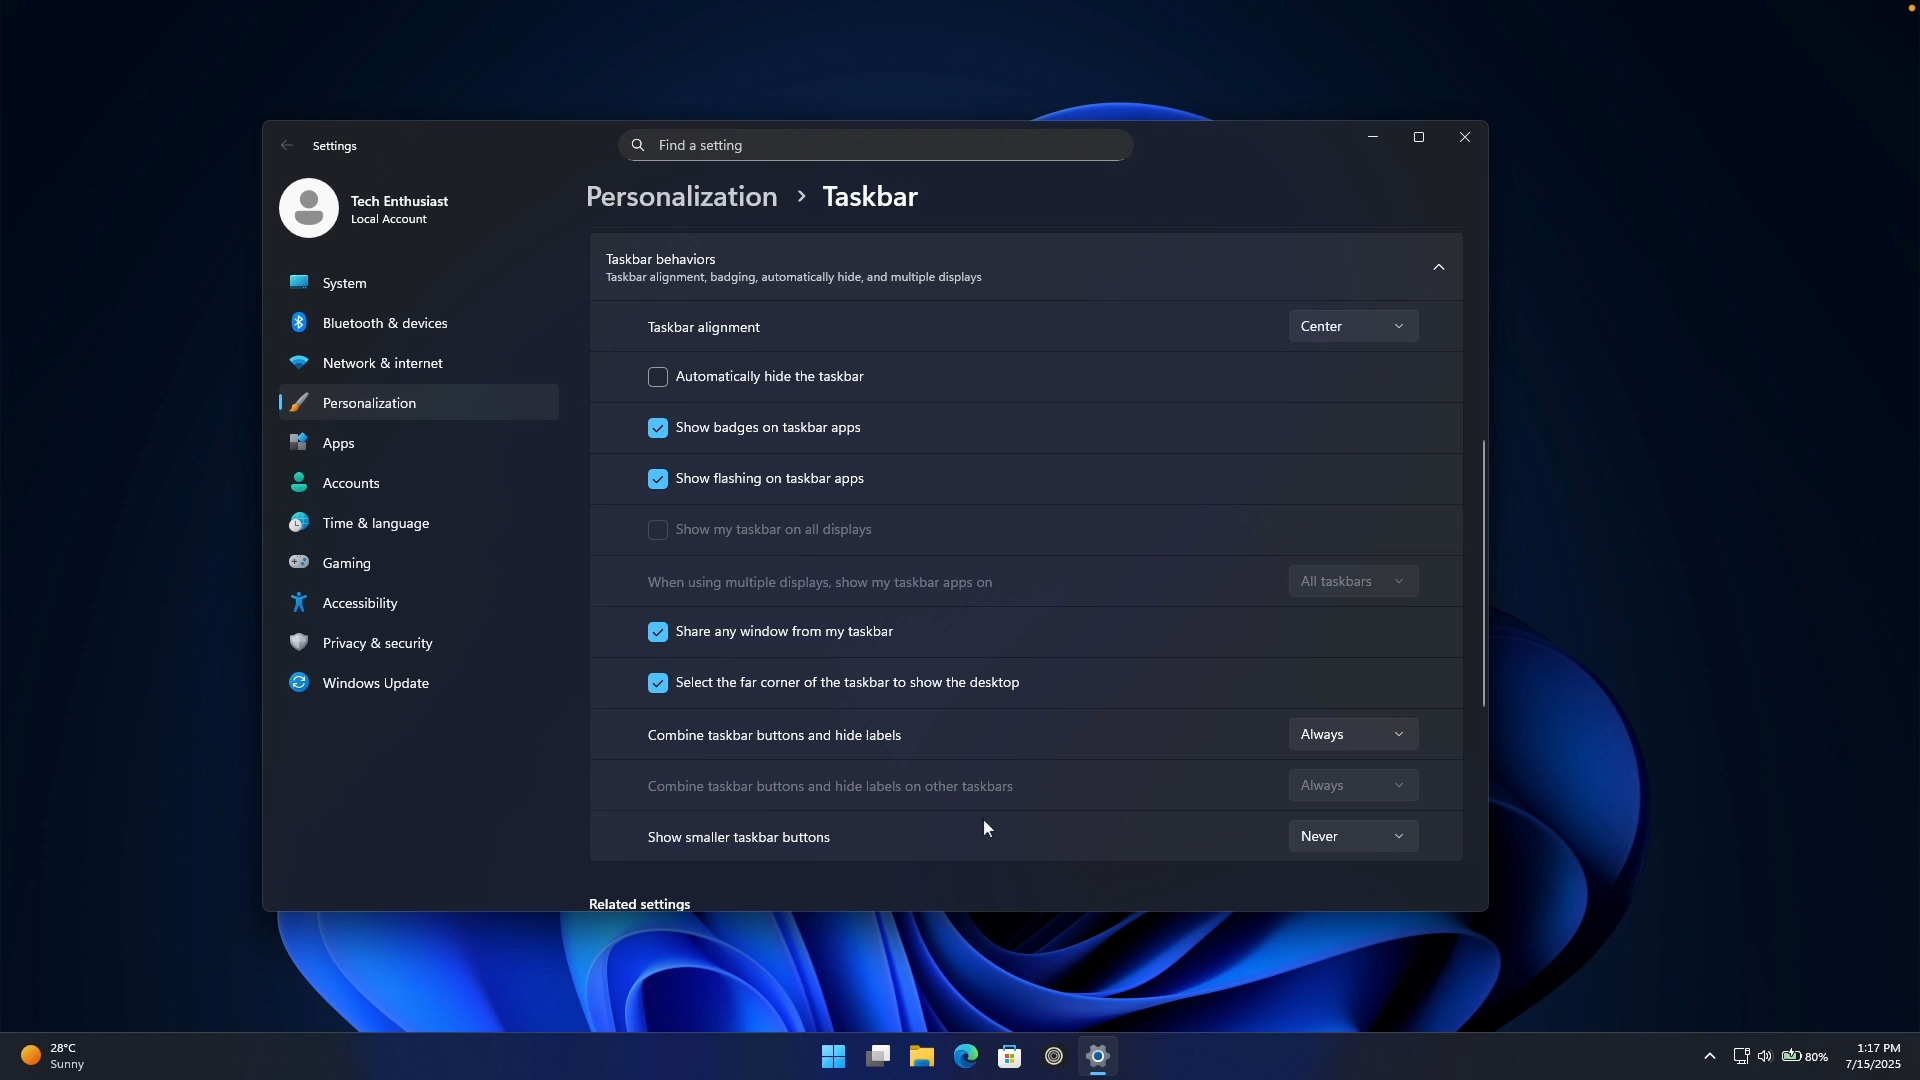 Settings
Find a setting
Tech Enthusiast
Local Account
System
Bluetooth & devices
Network & internet
Personalization
Apps
Accounts
Time & language
Gaming
Accessibility
Privacy & security
Windows Update
Personalization > Taskbar
Taskbar behaviors
Taskbar alignment, badging, automatically hide, and multiple displays
Taskbar alignment Center
Automatically hide the taskbar
Show badges on taskbar apps
Show flashing on taskbar apps
Show my taskbar on all displays
When using multiple displays, show my taskbar apps on All taskbars
Share any window from my taskbar
Select the far corner of the taskbar to show the desktop
Combine taskbar buttons and hide labels Always
Combine taskbar buttons and hide labels on other taskbars Always
Show smaller taskbar buttons Never
Related settings
28°C
Sunny
80%
1:17 PM
7/15/2025